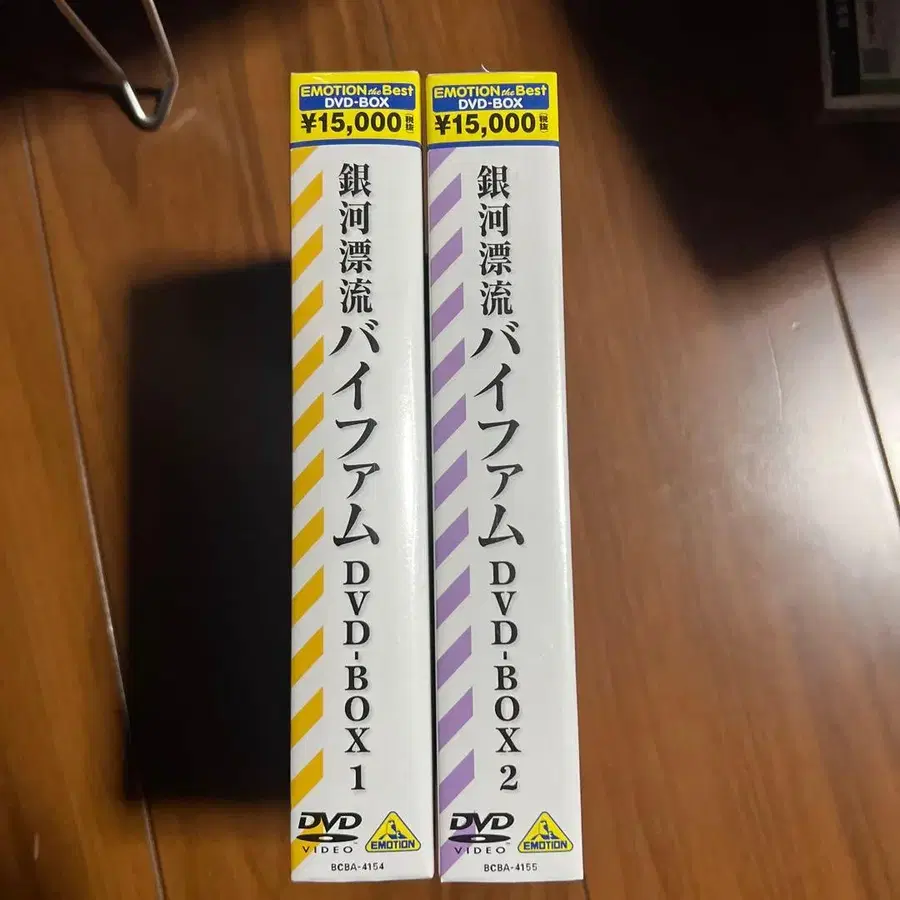 EMOTION the Best
DVD-BOX
¥15,000 [税抜]
銀河漂流バイファム DVD-BOX 1
DVD
VIDEO
EMOTION
BCBA-4154
EMOTION the Best
DVD-BOX
¥15,000 [税抜]
銀河漂流バイファム DVD-BOX 2
DVD
VIDEO
EMOTION
BCBA-4155